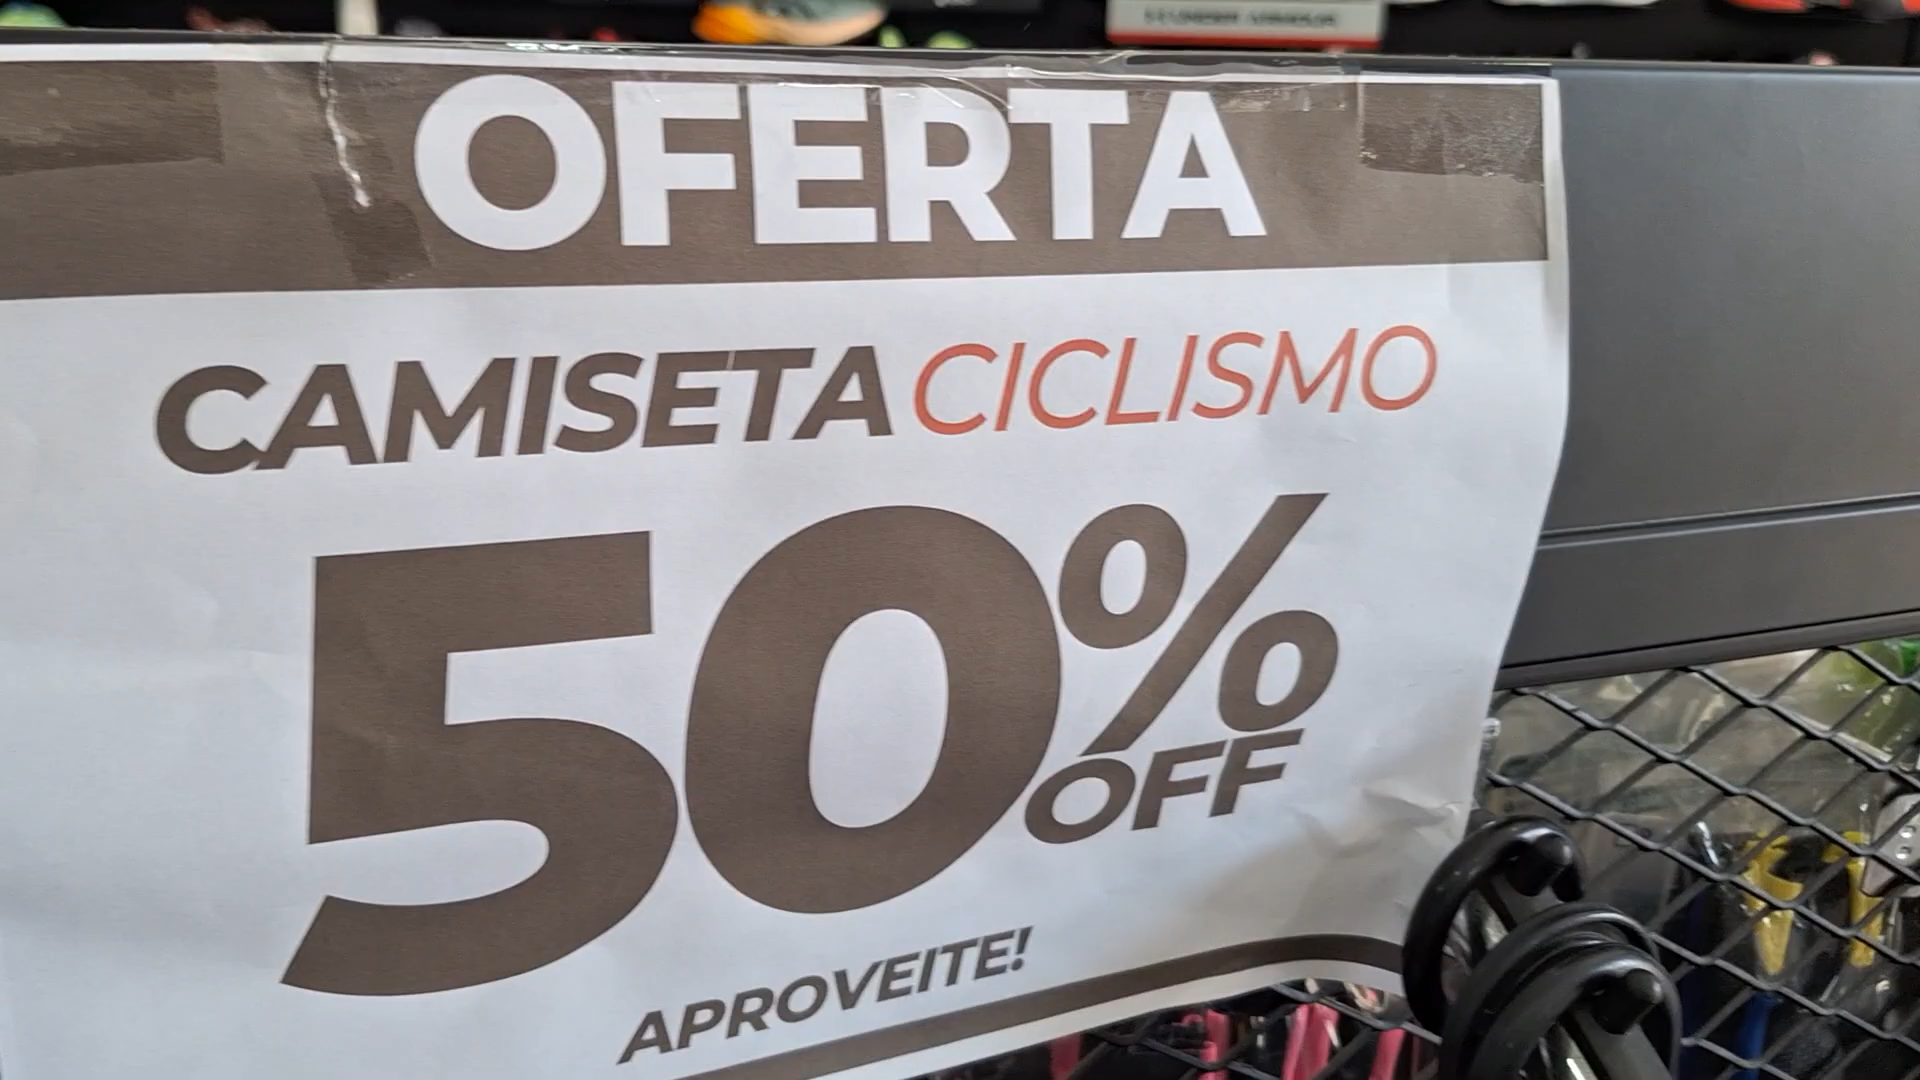 OFERTA
CAMISETA CICLISMO
50%
OFF
APROVEITE!